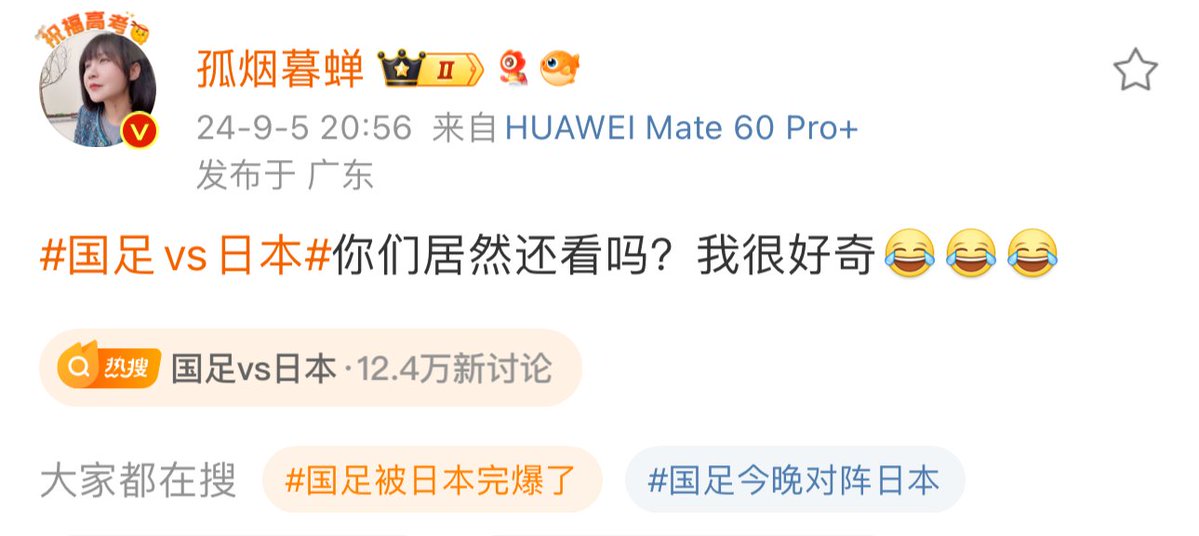 祝福高考
孤烟暮蝉 II
24-9-5 20:56 来自 HUAWEI Mate 60 Pro+
发布于 广东
#国足vs日本#你们居然还看吗？我很好奇😂😂😂
热搜 国足vs日本·12.4万新讨论
大家都在搜 #国足被日本完爆了 #国足今晚对阵日本